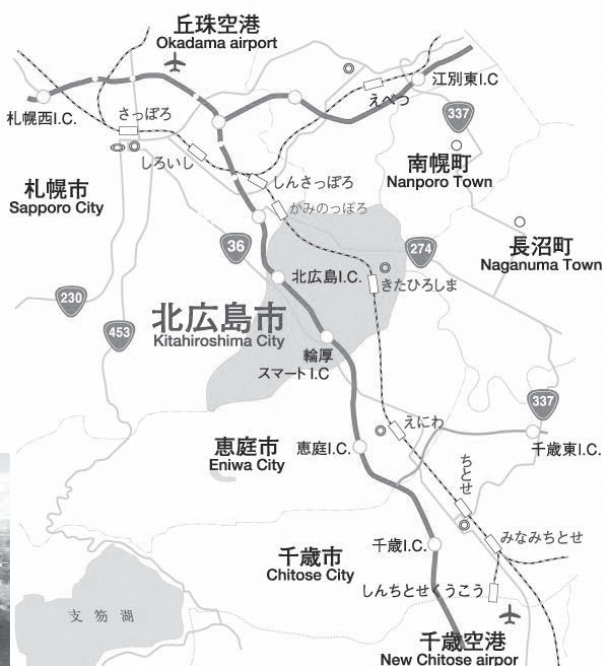 丘珠空港
Okadama airport
札幌西I.C.
さっぽろ
えべつ
江別東I.C
337
しろいし
札幌市
Sapporo City
しんさっぽろ
かみのっぽろ
南幌町
Nanporo Town
36
274
長沼町
Naganuma Town
北広島I.C.
きたひろしま
230
453
北広島市
Kitahiroshima City
輪厚
スマートI.C
337
恵庭市
Eniwa City
恵庭I.C.
えにわ
千歳東I.C.
ちとせ
千歳市
Chitose City
千歳I.C.
みなみちとせ
しんちとせくうこう
支笏湖
千歳空港
New Chitose airpor